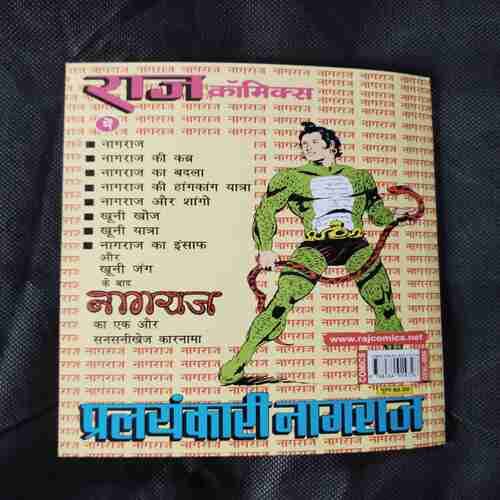 राज कॉमिक्स
में
नागराज
नागराज की कब्र
नागराज का बदला
नागराज की हांगकांग यात्रा
नागराज और शांगो
खूनी खोज
खूनी यात्रा
नागराज का इंसाफ
और
खूनी जंग
के बाद
नागराज
का एक और
सनसनीखेज कारनामा
www.rajcomics.net
प्रलयंकारी नागराज